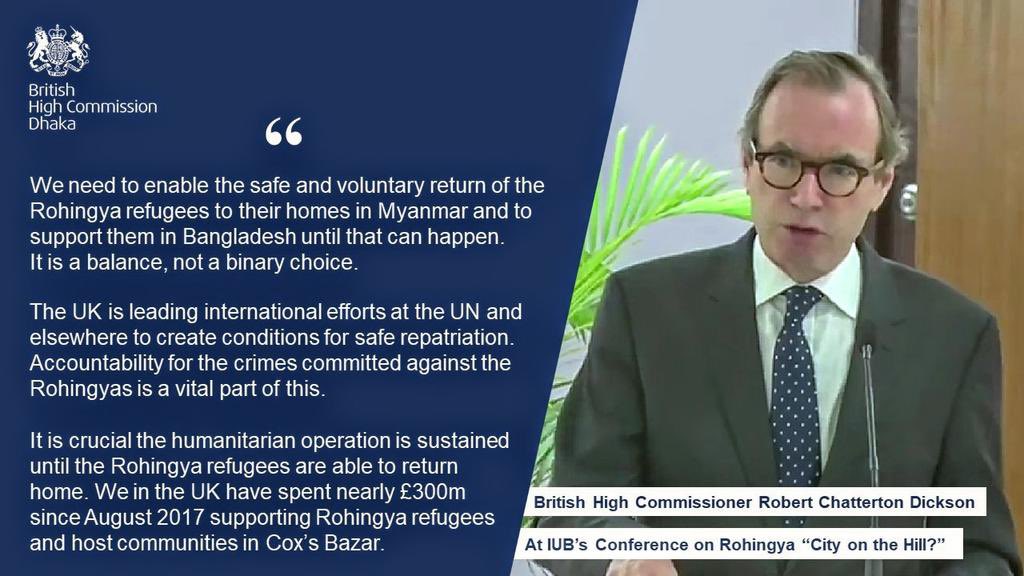 British
High Commission
Dhaka
“
We need to enable the safe and voluntary return of the
Rohingya refugees to their homes in Myanmar and to
support them in Bangladesh until that can happen.
It is a balance, not a binary choice.
The UK is leading international efforts at the UN and
elsewhere to create conditions for safe repatriation.
Accountability for the crimes committed against the
Rohingyas is a vital part of this.
It is crucial the humanitarian operation is sustained
until the Rohingya refugees are able to return
home. We in the UK have spent nearly £300m
since August 2017 supporting Rohingya refugees
and host communities in Cox’s Bazar.
British High Commissioner Robert Chatterton Dickson
At IUB’s Conference on Rohingya “City on the Hill?”